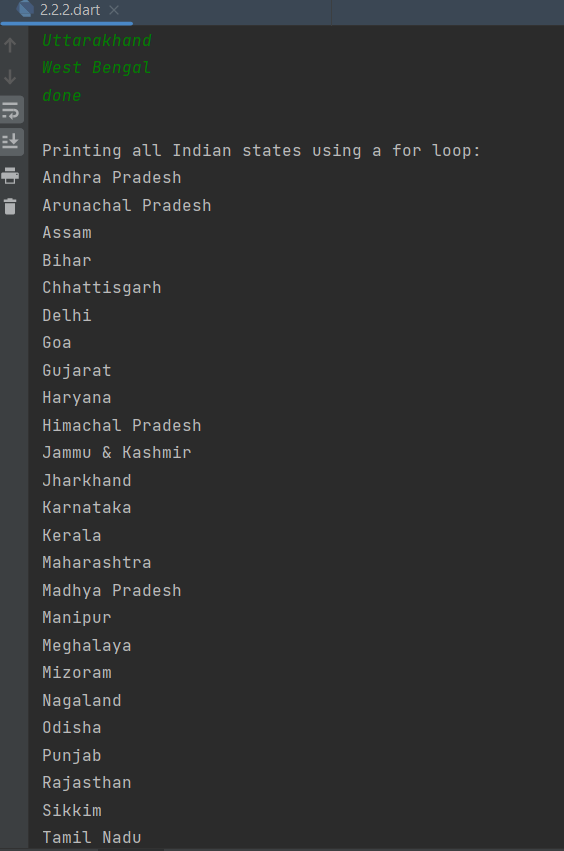 2.2.2.dart
Uttarakhand
West Bengal
done
Printing all Indian states using a for loop:
Andhra Pradesh
Arunachal Pradesh
Assam
Bihar
Chhattisgarh
Delhi
Goa
Gujarat
Haryana
Himachal Pradesh
Jammu & Kashmir
Jharkhand
Karnataka
Kerala
Maharashtra
Madhya Pradesh
Manipur
Meghalaya
Mizoram
Nagaland
Odisha
Punjab
Rajasthan
Sikkim
Tamil Nadu